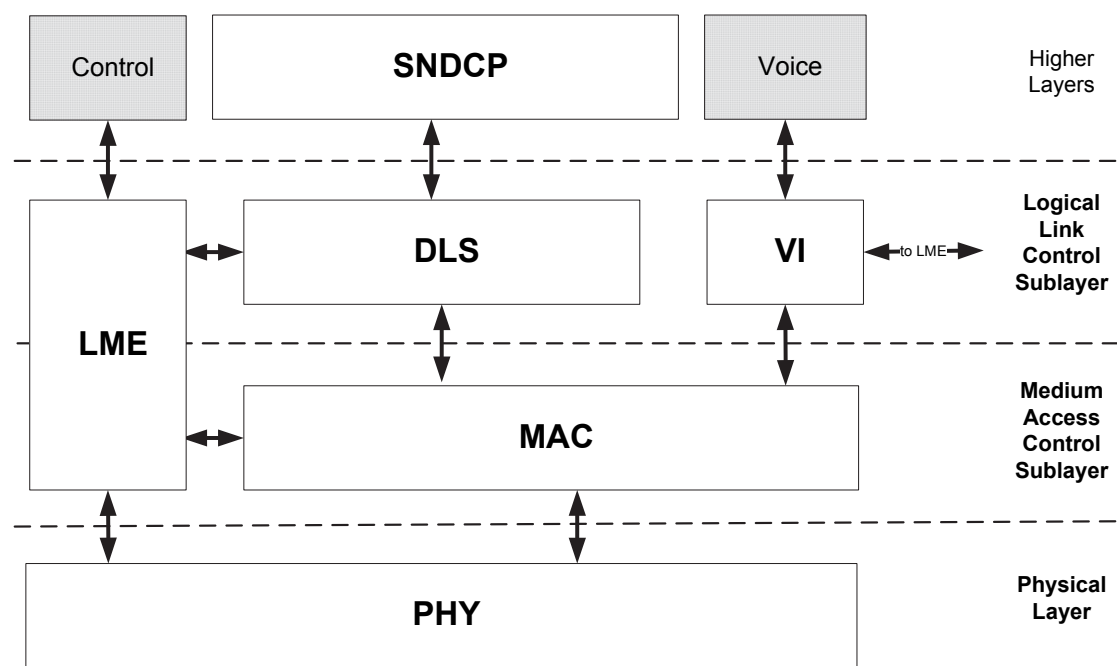 Control
SNDCP
Voice
Higher
Layers
LME
DLS
VI
to LME
Logical
Link
Control
Sublayer
MAC
Medium
Access
Control
Sublayer
PHY
Physical
Layer